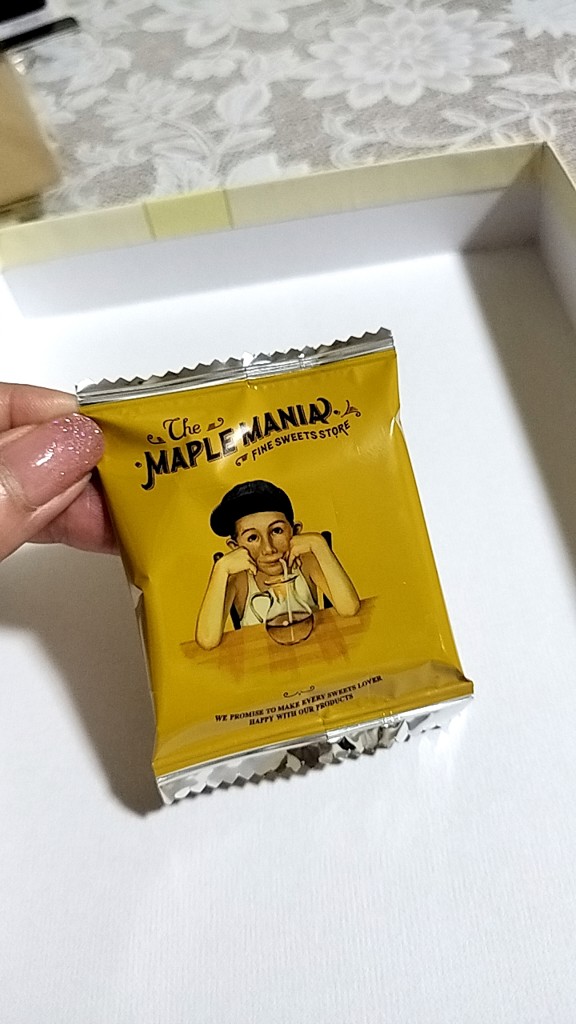 The
MAPLE MANIA
FINE SWEETS STORE
WE PROMISE TO MAKE EVERY SWEETS LOVER
HAPPY WITH OUR PRODUCTS